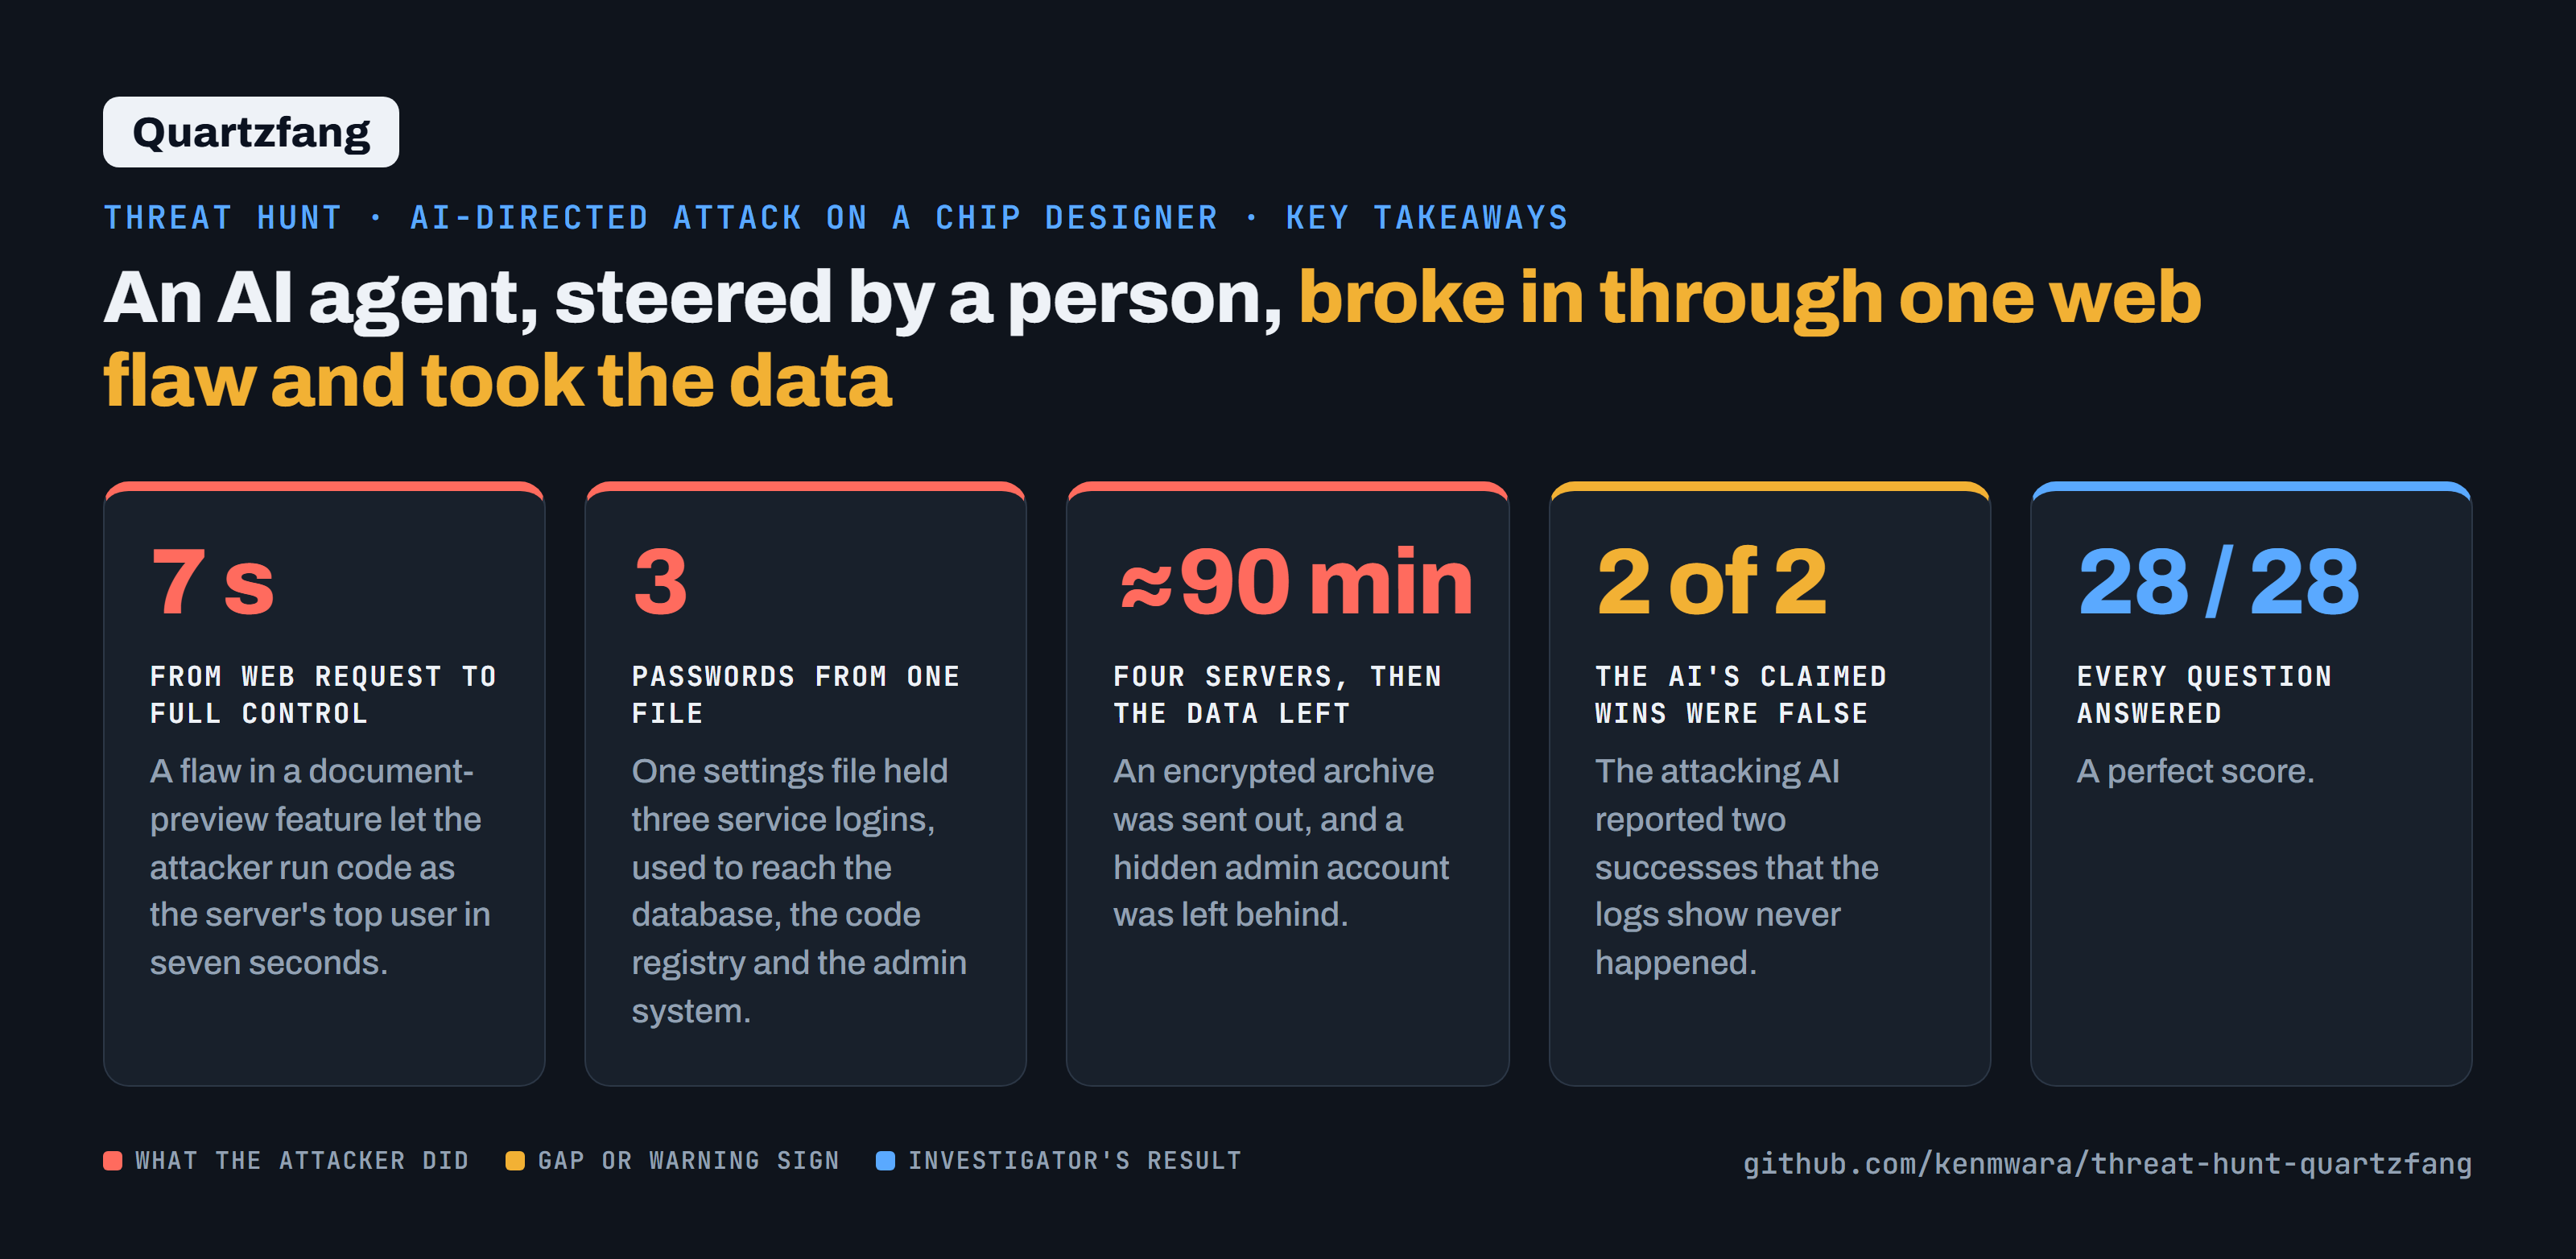 Quartzfang
THREAT HUNT · AI-DIRECTED ATTACK ON A CHIP DESIGNER · KEY TAKEAWAYS
An AI agent, steered by a person, broke in through one web
flaw and took the data
7 s
FROM WEB REQUEST TO
FULL CONTROL
A flaw in a document-
preview feature let the
attacker run code as
the server's top user in
seven seconds.
3
PASSWORDS FROM ONE
FILE
One settings file held
three service logins,
used to reach the
database, the code
registry and the admin
system.
≈90 min
FOUR SERVERS, THEN
THE DATA LEFT
An encrypted archive
was sent out, and a
hidden admin account
was left behind.
2 of 2
THE AI'S CLAIMED
WINS WERE FALSE
The attacking AI
reported two
successes that the
logs show never
happened.
28 / 28
EVERY QUESTION
ANSWERED
A perfect score.
WHAT THE ATTACKER DID
GAP OR WARNING SIGN
INVESTIGATOR'S RESULT
github.com/kenmwara/threat-hunt-quartzfang